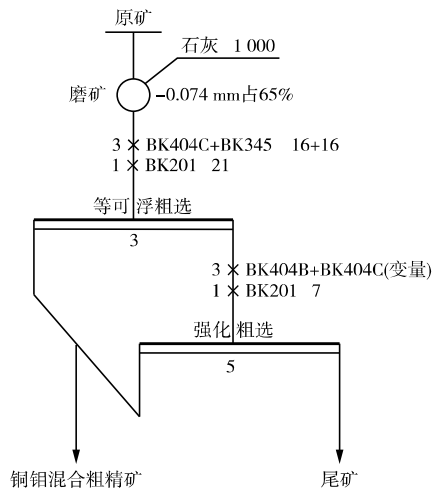 原矿
石灰 1 000
磨矿 -0.074 mm占65%
3 BK404C+BK345 16+16
1 BK201 21
等可浮粗选
3
3 BK404B+BK404C(变量)
1 BK201 7
强化粗选
5
铜钼混合粗精矿 尾矿